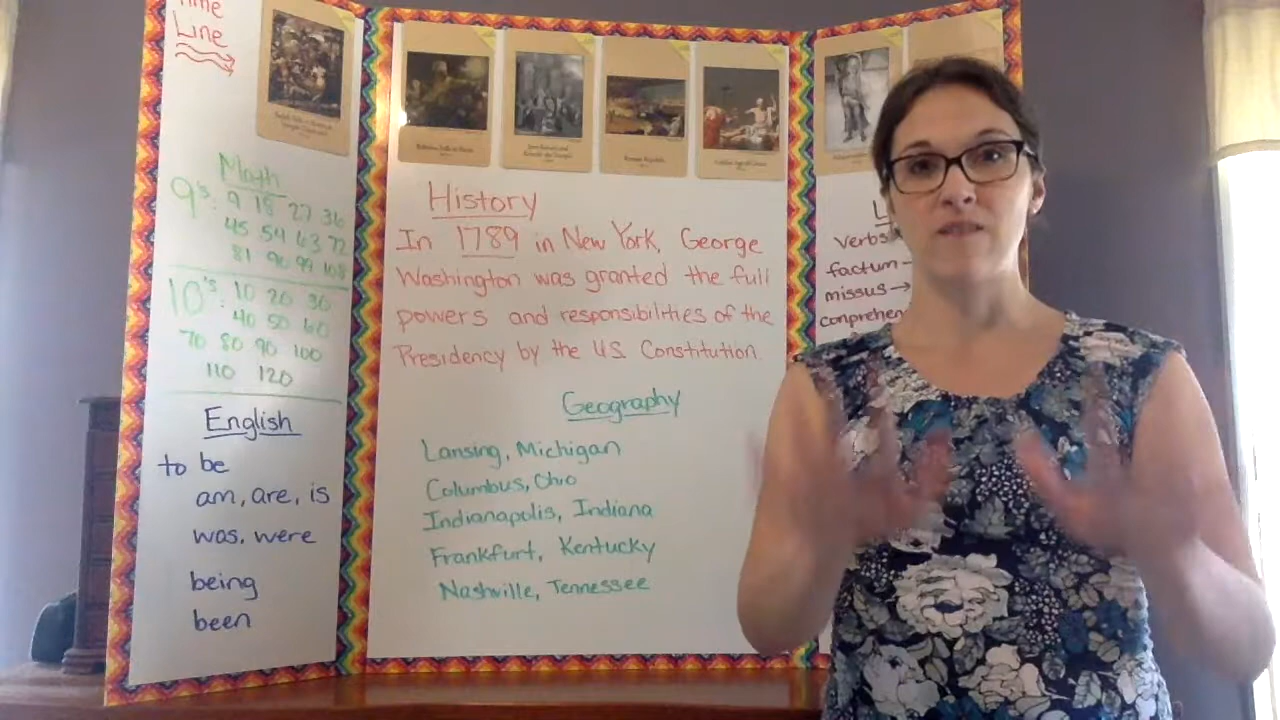 Time
Line
Math
9's: 9 18 27 36
45 54 63 72
81 90 99 108
10's: 10 20 30
40 50 60
70 80 90 100
110 120
English
to be
am, are, is
was, were
being
been
Roman Republic
History
In 1789 in New York, George
Washington was granted the full
powers and responsibilities of the
Presidency by the US Constitution.
Geography
Lansing, Michigan
Columbus, Ohio
Indianapolis, Indiana
Frankfurt, Kentucky
Nashville, Tennessee
L
Verbs
factum
missus →